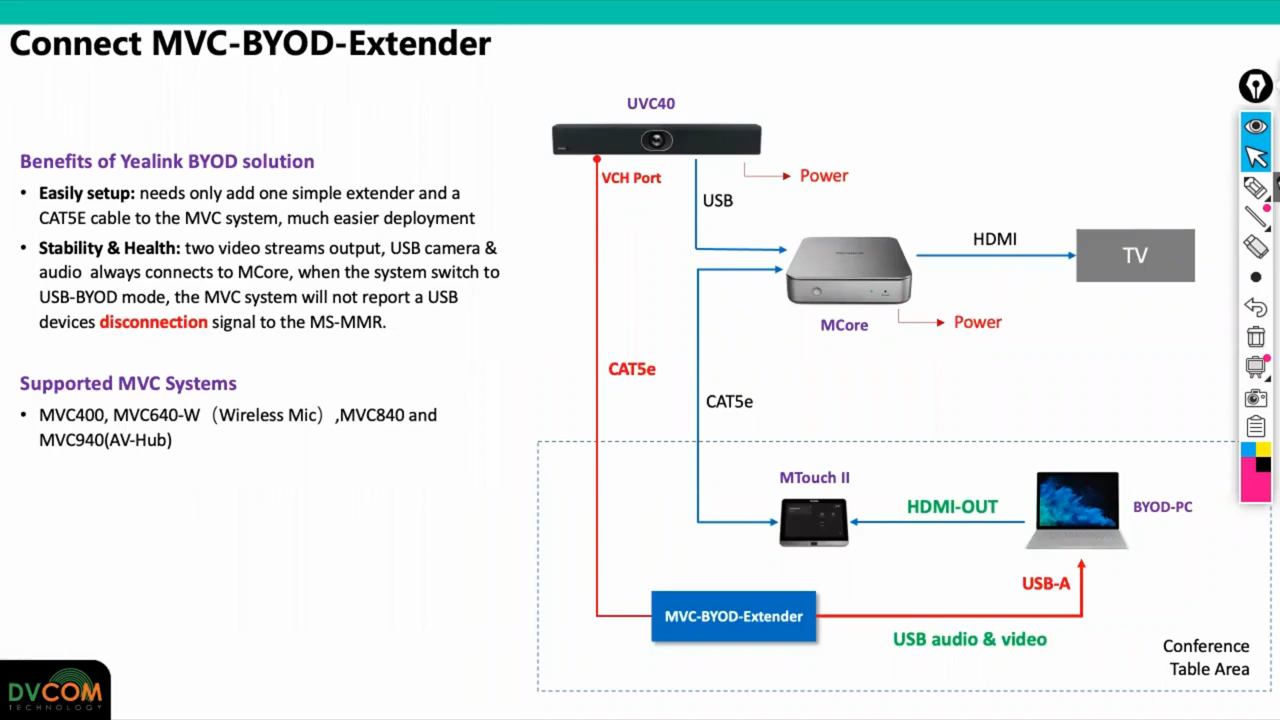 Connect MVC-BYOD-Extender
Benefits of Yealink BYOD solution
• Easily setup: needs only add one simple extender and a
CAT5E cable to the MVC system, much easier deployment
• Stability & Health: two video streams output, USB camera &
audio always connects to MCore, when the system switch to
USB-BYOD mode, the MVC system will not report a USB
devices disconnection signal to the MS-MMR.
Supported MVC Systems
• MVC400, MVC640-W（Wireless Mic）,MVC840 and
MVC940(AV-Hub)
UVC40
VCH Port
Power
USB
HDMI
TV
MCore
Power
CAT5e
CAT5e
MTouch II
HDMI-OUT
BYOD-PC
USB-A
MVC-BYOD-Extender
USB audio & video
Conference
Table Area
DVCOM
TECHNOLOGY